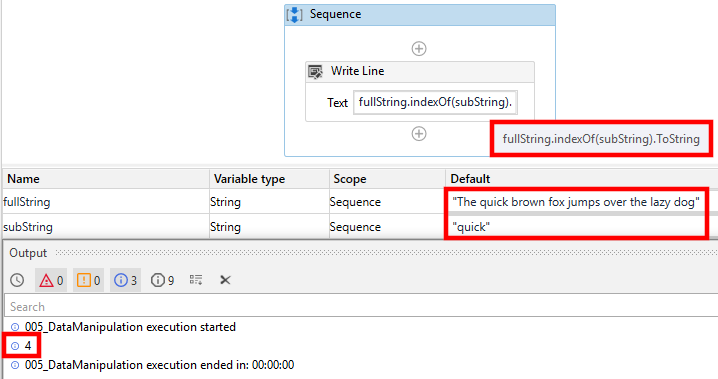 Sequence
Write Line
Text fullString.indexOf(subString).
fullString.indexOf(subString).ToString
Name Variable type Scope Default
fullString String Sequence "The quick brown fox jumps over the lazy dog"
subString String Sequence "quick"
Output
0 0 3 9
Search
005_DataManipulation execution started
4
005_DataManipulation execution ended in: 00:00:00